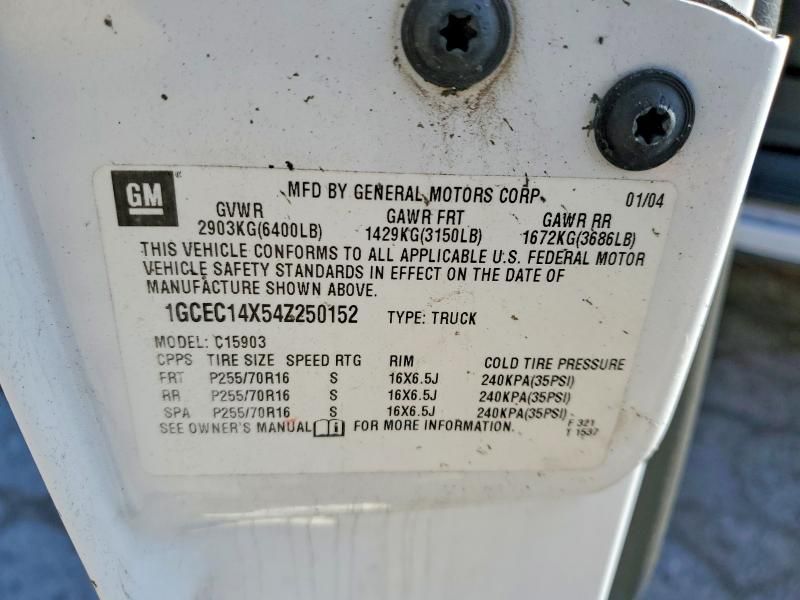 GM MFD BY GENERAL MOTORS CORP. 01/04
GVWR GAWR FRT GAWR RR
2903KG(6400LB) 1429KG(3150LB) 1672KG(3686LB)
THIS VEHICLE CONFORMS TO ALL APPLICABLE U.S. FEDERAL MOTOR
VEHICLE SAFETY STANDARDS IN EFFECT ON THE DATE OF
MANUFACTURE SHOWN ABOVE.
1GCEC14X54Z250152 TYPE: TRUCK
MODEL: C15903
CPPS TIRE SIZE SPEED RTG RIM COLD TIRE PRESSURE
FRT P255/70R16 S 16X6.5J 240KPA(35PSI)
RR P255/70R16 S 16X6.5J 240KPA(35PSI)
SPA P255/70R16 S 16X6.5J 240KPA(35PSI)
SEE OWNER'S MANUAL FOR MORE INFORMATION.
F 321
T 1537